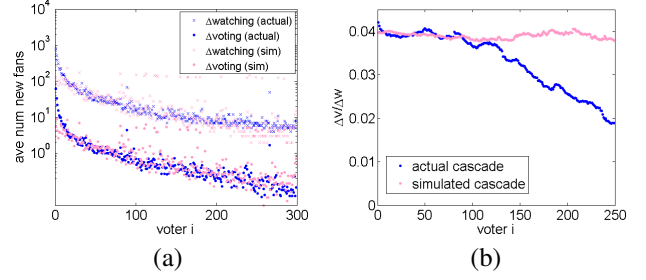 10^4
10^3
10^2
10^1
10^0
ave num new fans
Δwatching (actual)
Δvoting (actual)
Δwatching (sim)
Δvoting (sim)
0 100 200 300
voter i
(a)
0.04
0.03
0.02
0.01
0
Δv/Δw
actual cascade
simulated cascade
0 50 100 150 200 250
voter i
(b)